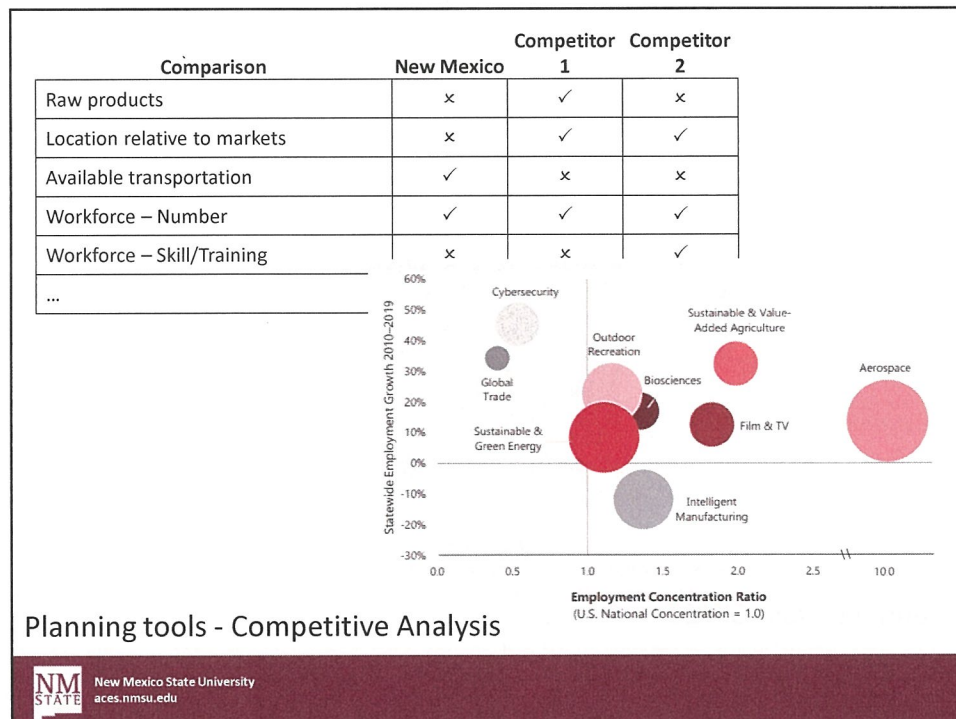 Comparison New Mexico Competitor 1 Competitor 2
Raw products × ✓ ×
Location relative to markets × ✓ ✓
Available transportation ✓ × ×
Workforce – Number ✓ ✓ ✓
Workforce – Skill/Training × × ✓
...
Statewide Employment Growth 2010–2019
60%
50%
40%
30%
20%
10%
0%
-10%
-20%
-30%
Cybersecurity
Global
Trade
Outdoor
Recreation
Biosciences
Sustainable &
Green Energy
Sustainable & Value-
Added Agriculture
Film & TV
Aerospace
Intelligent
Manufacturing
0.0 0.5 1.0 1.5 2.0 2.5 10.0
Employment Concentration Ratio
(U.S. National Concentration = 1.0)
Planning tools - Competitive Analysis
NM
STATE
New Mexico State University
aces.nmsu.edu